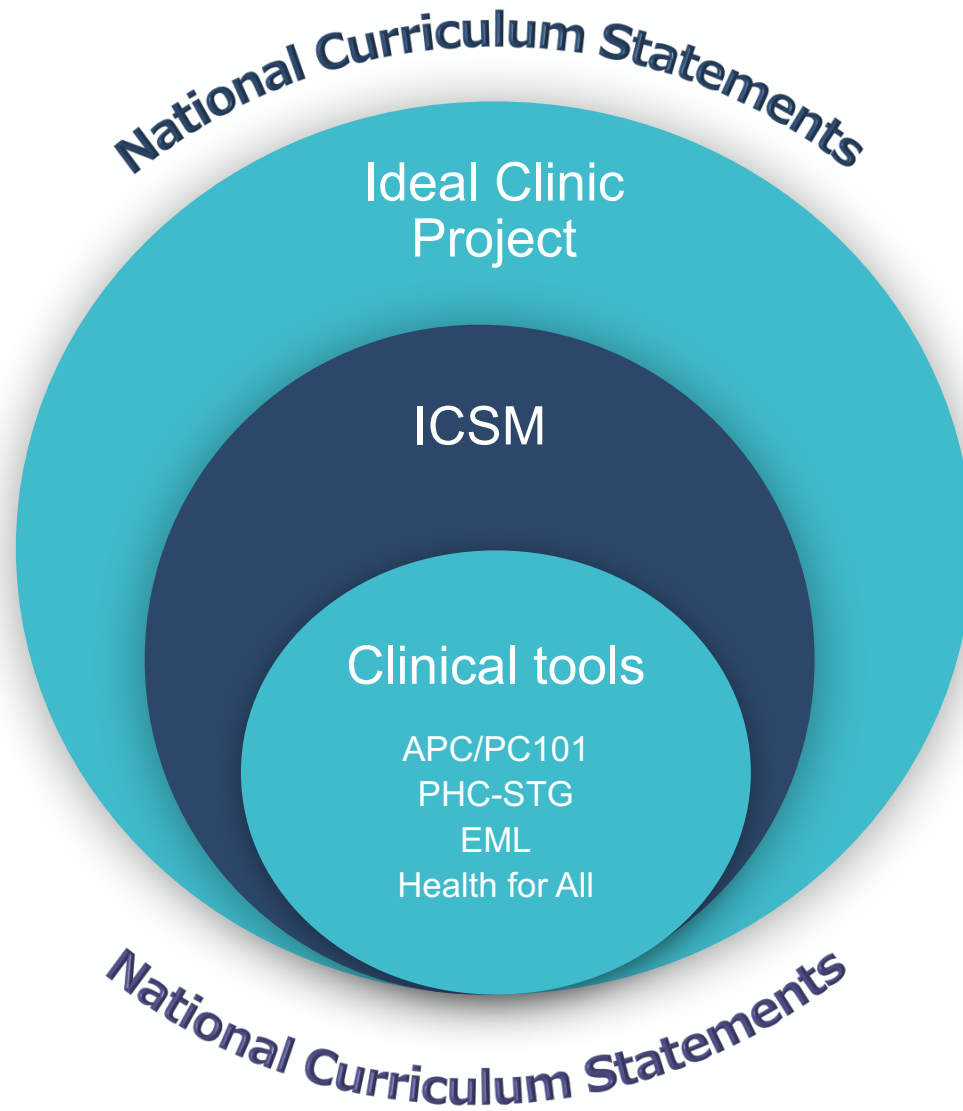 National Curriculum Statements
Ideal Clinic
Project
ICSM
Clinical tools
APC/PC101
PHC-STG
EML
Health for All
National Curriculum Statements